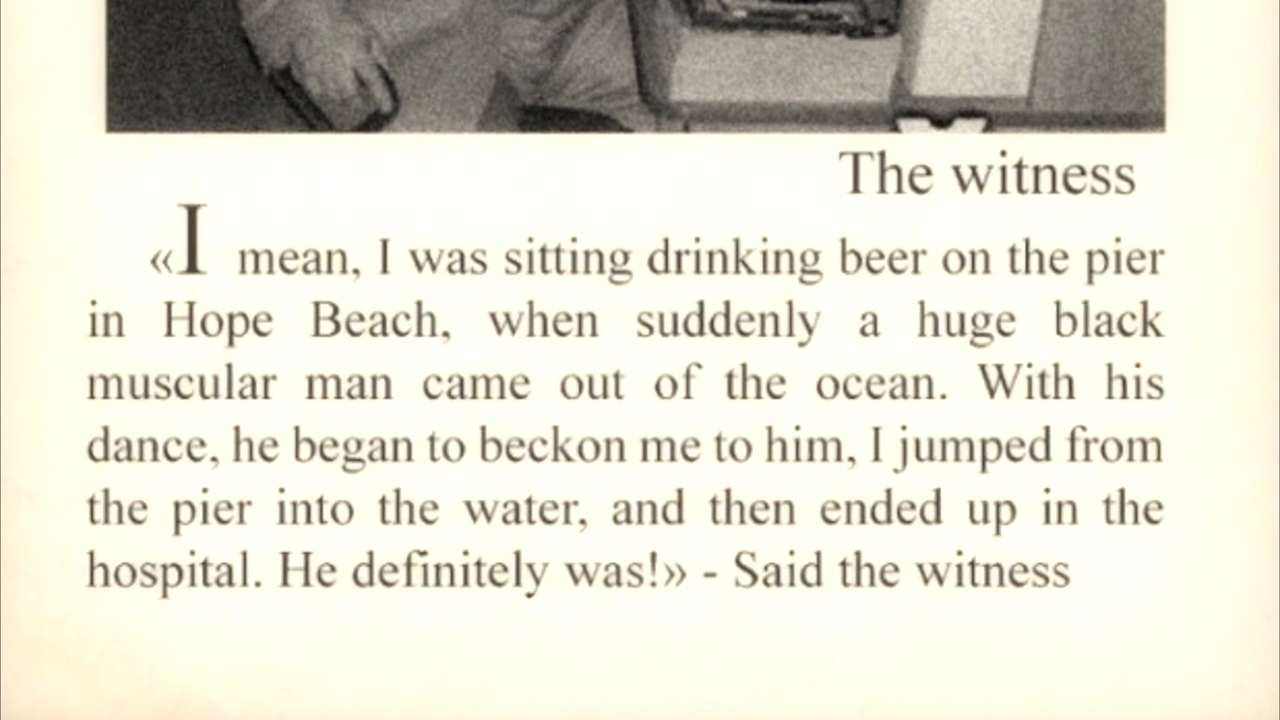 The witness
«I mean, I was sitting drinking beer on the pier
in Hope Beach, when suddenly a huge black
muscular man came out of the ocean. With his
dance, he began to beckon me to him, I jumped from
the pier into the water, and then ended up in the
hospital. He definitely was!» - Said the witness